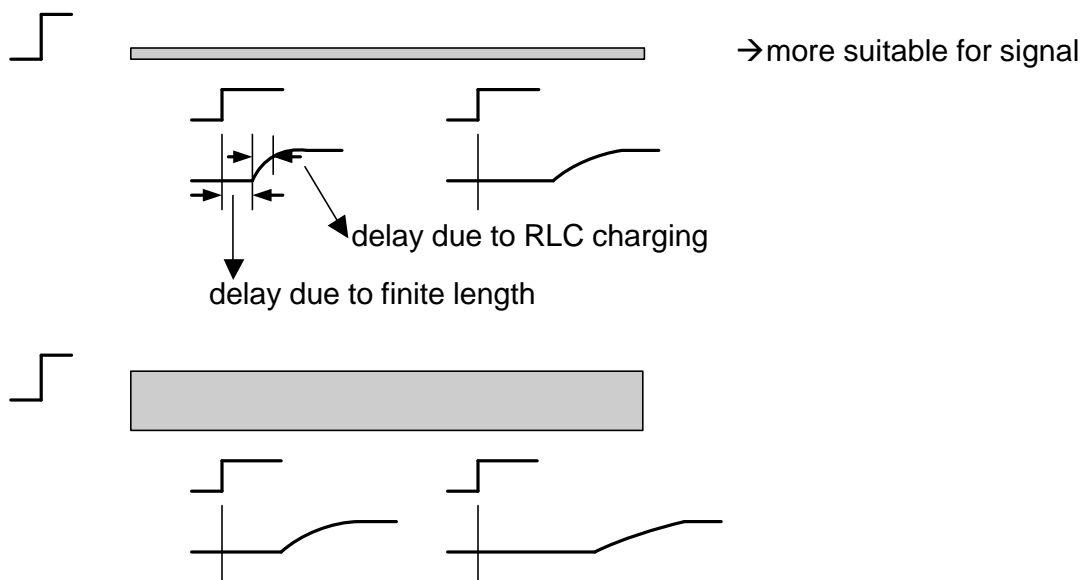 →more suitable for signal
delay due to RLC charging
delay due to finite length